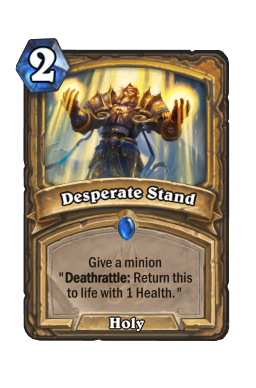 2
Desperate Stand
Give a minion
"Deathrattle: Return this
to life with 1 Health."
Holy